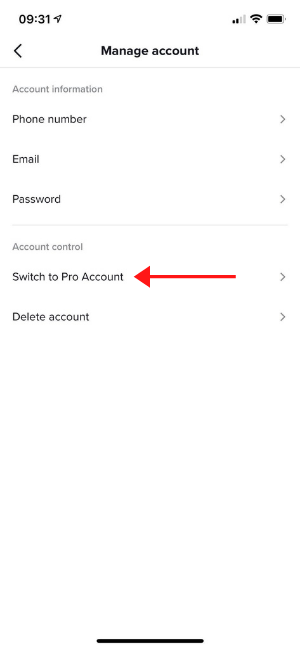 09:31
Manage account
Account information
Phone number
Email
Password
Account control
Switch to Pro Account
Delete account